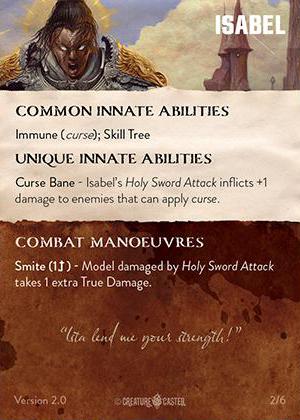 ISABEL
COMMON INNATE ABILITIES
Immune (curse); Skill Tree
UNIQUE INNATE ABILITIES
Curse Bane - Isabel's Holy Sword Attack inflicts +1
damage to enemies that can apply curse.
COMBAT MANOEUVRES
Smite (1⥮) - Model damaged by Holy Sword Attack
takes 1 extra True Damage.
lend me your strength!"
Version 2.0
© CREATURE CASTER
2/6